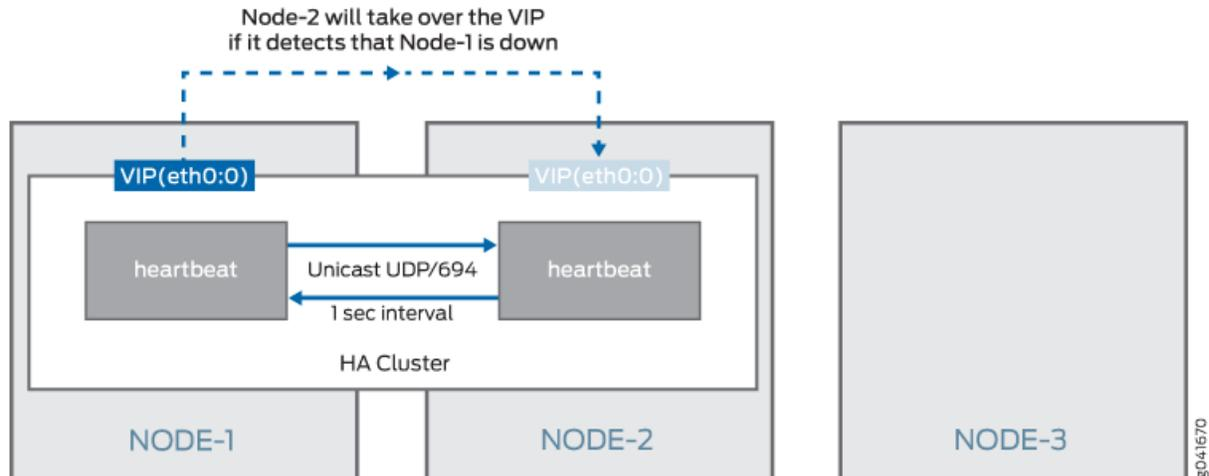 Node-2 will take over the VIP
if it detects that Node-1 is down
VIP(eth0:0)
VIP(eth0:0)
heartbeat
Unicast UDP/694
heartbeat
1 sec interval
HA Cluster
NODE-1
NODE-2
NODE-3
g041670